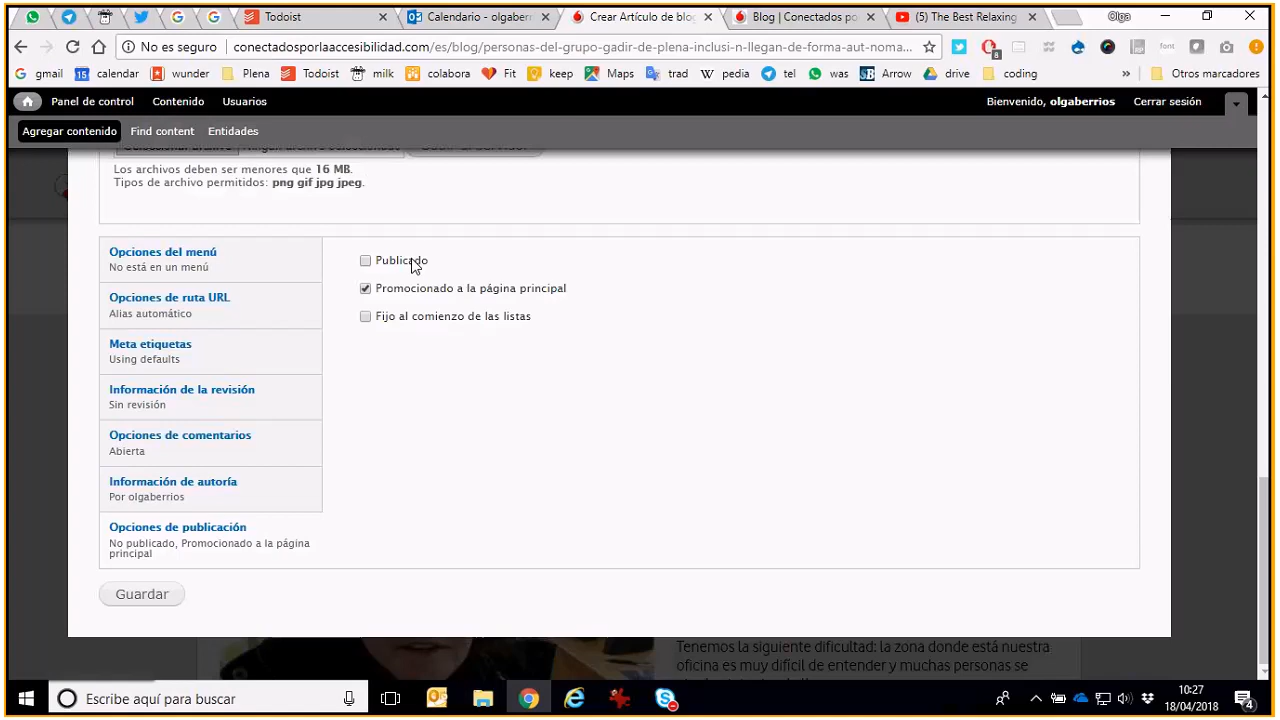 Todoist
Calendario - olgaberr
Crear Artículo de blog
Blog | Conectados po
(5) The Best Relaxing
Olga
No es seguro
conectadosporlaaccesibilidad.com/es/blog/personas-del-grupo-gadir-de-plena-inclusi-n-llegan-de-forma-aut-noma...
gmail
calendar
wunder
Plena
Todoist
milk
colabora
Fit
keep
Maps
trad
pedia
tel
was
Arrow
drive
coding
»
Otros marcadores
Panel de control
Contenido
Usuarios
Bienvenido, olgaberrios
Cerrar sesión
Agregar contenido
Find content
Entidades
Los archivos deben ser menores que 16 MB.
Tipos de archivo permitidos: png gif jpg jpeg.
Opciones del menú
No está en un menú
Opciones de ruta URL
Alias automático
Meta etiquetas
Using defaults
Información de la revisión
Sin revisión
Opciones de comentarios
Abierta
Información de autoría
Por olgaberrios
Opciones de publicación
No publicado, Promocionado a la página
principal
Publicado
Promocionado a la página principal
Fijo al comienzo de las listas
Guardar
Tenemos la siguiente dificultad: la zona donde está nuestra
oficina es muy difícil de entender y muchas personas se
Escribe aquí para buscar
10:27
18/04/2018
4